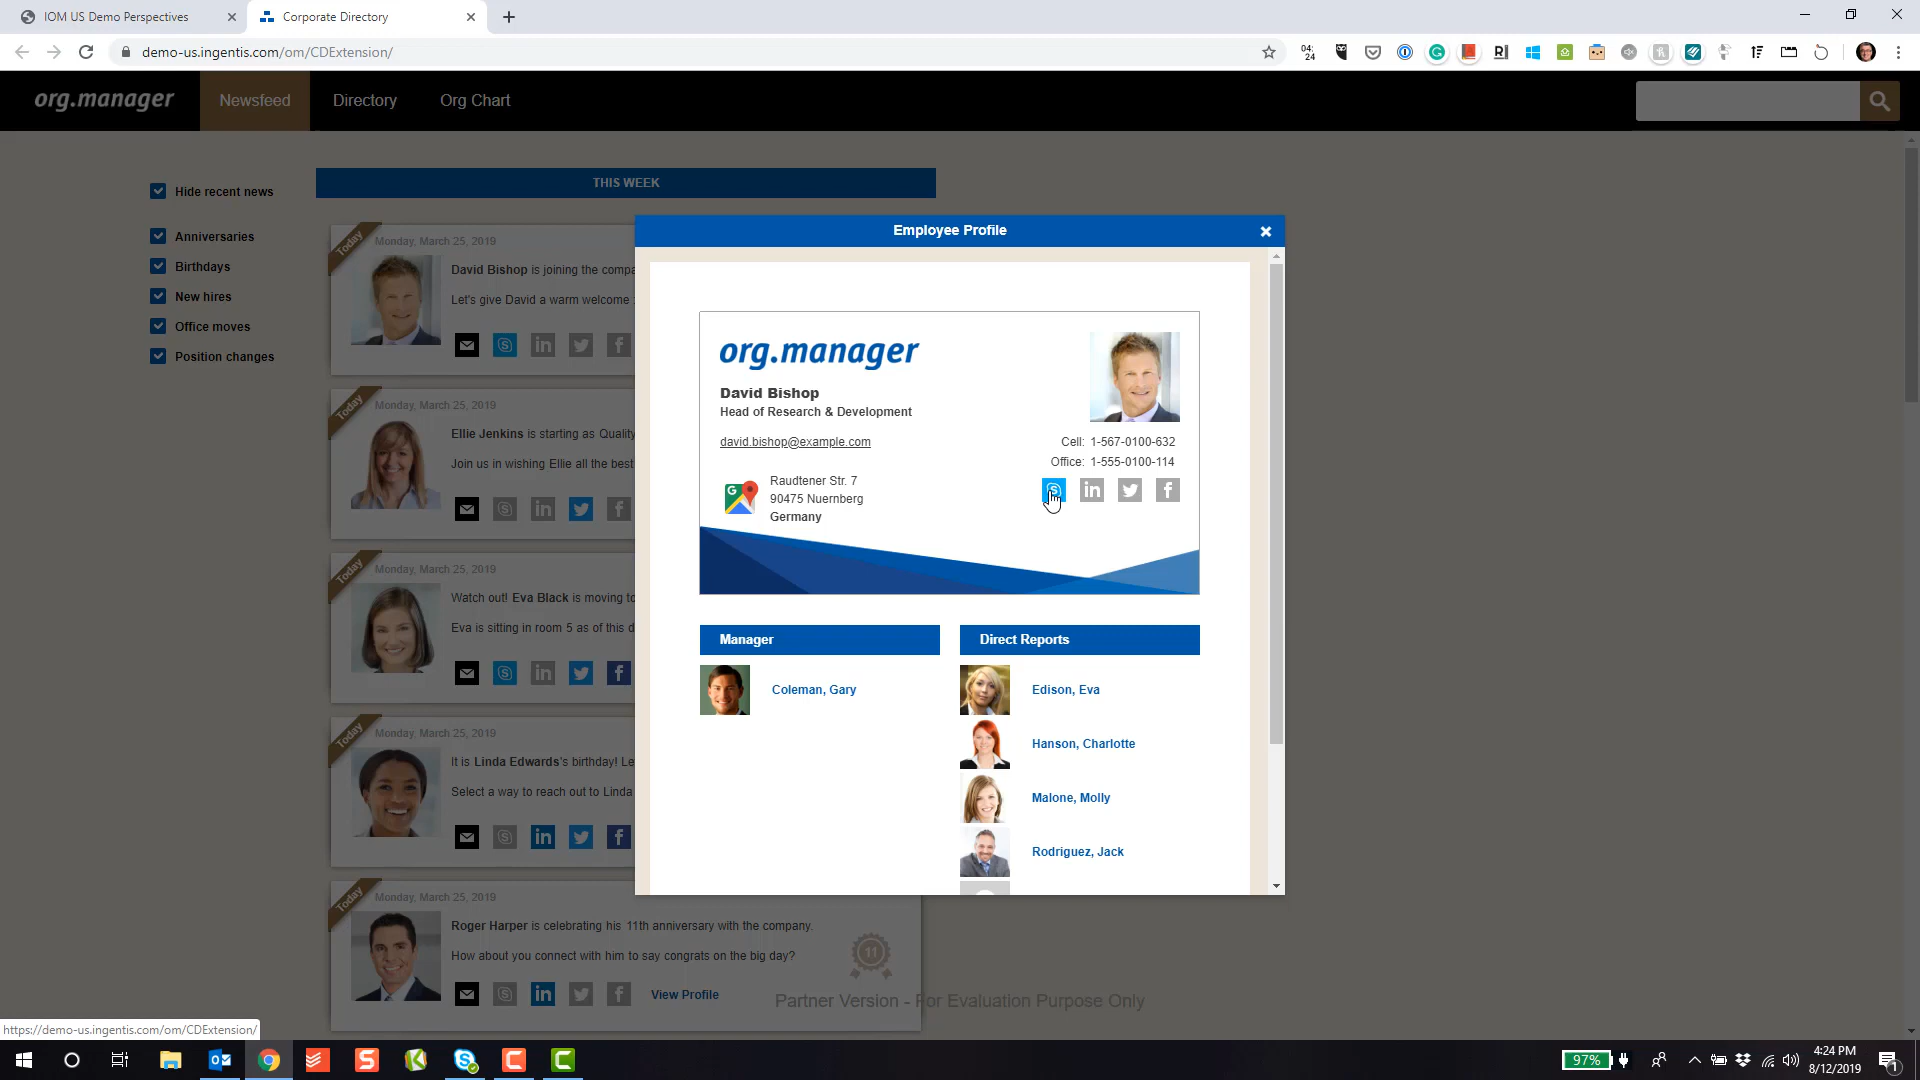 IOM US Demo Perspectives
Corporate Directory
demo-us.ingentis.com/om/CDExtension/
04:
24
org.manager
Newsfeed
Directory
Org Chart
Hide recent news
Anniversaries
Birthdays
New hires
Office moves
Position changes
THIS WEEK
Today
Monday, March 25, 2019
David Bishop is joining the compa
Let's give David a warm welcome
Today
Monday, March 25, 2019
Ellie Jenkins is starting as Quality
Join us in wishing Ellie all the best
Today
Monday, March 25, 2019
Watch out! Eva Black is moving to
Eva is sitting in room 5 as of this d
Today
Monday, March 25, 2019
It is Linda Edwards's birthday! Le
Select a way to reach out to Linda
Today
Monday, March 25, 2019
Roger Harper is celebrating his 11th anniversary with the company.
How about you connect with him to say congrats on the big day?
11
View Profile
Employee Profile
org.manager
David Bishop
Head of Research & Development
david.bishop@example.com
Cell: 1-567-0100-632
Office: 1-555-0100-114
Raudtener Str. 7
90475 Nuernberg
Germany
Manager
Coleman, Gary
Direct Reports
Edison, Eva
Hanson, Charlotte
Malone, Molly
Rodriguez, Jack
Partner Version - For Evaluation Purpose Only
https://demo-us.ingentis.com/om/CDExtension/
97%
4:24 PM
8/12/2019
1